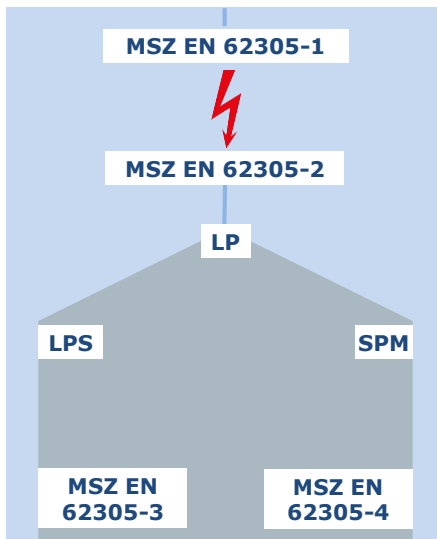 MSZ EN 62305-1
MSZ EN 62305-2
LP
LPS
SPM
MSZ EN
62305-3
MSZ EN
62305-4